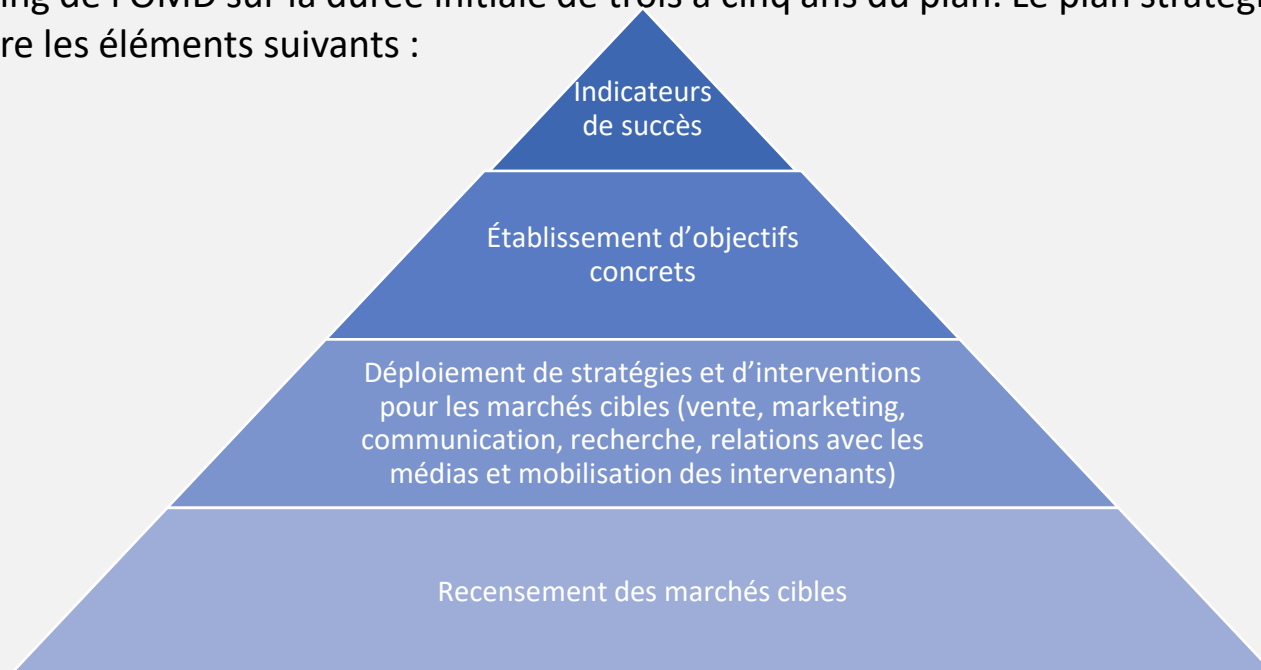 ing de l'OMD sur la durée initiale de trois à cinq ans du plan. Le plan
re les éléments suivants :
Indicateurs
de succès
Établissement d’objectifs
concrets
Déploiement de stratégies et d’interventions
pour les marchés cibles (vente, marketing,
communication, recherche, relations avec les
médias et mobilisation des intervenants)
Recensement des marchés cibles